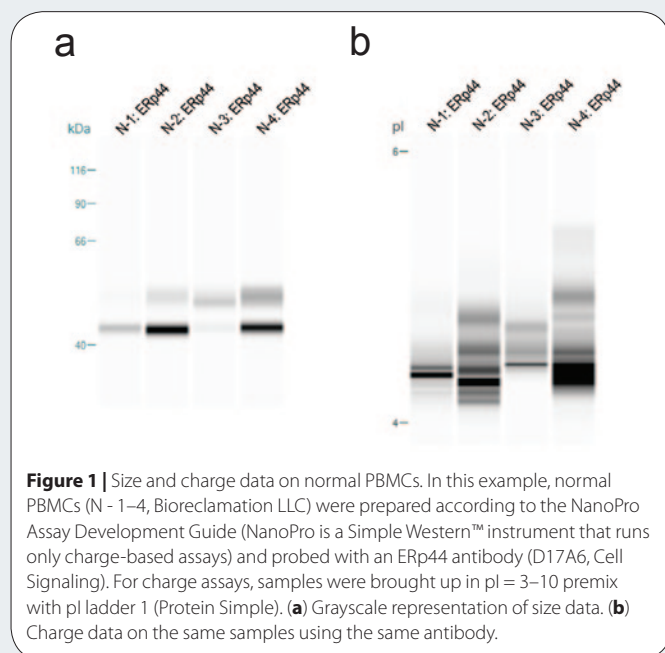 a
kDa
N-1: ERp44
N-2: ERp44
N-3: ERp44
N-4: ERp44
116
90
66
40
b
pI
N-1: ERp44
N-2: ERp44
N-3: ERp44
N-4: ERp44
6
4
Figure 1 | Size and charge data on normal PBMCs. In this example, normal
PBMCs (N - 1–4, Bioreclamation LLC) were prepared according to the NanoPro
Assay Development Guide (NanoPro is a Simple Western™ instrument that runs
only charge-based assays) and probed with an ERp44 antibody (D17A6, Cell
Signaling). For charge assays, samples were brought up in pI = 3–10 premix
with pI ladder 1 (Protein Simple). (a) Grayscale representation of size data. (b)
Charge data on the same samples using the same antibody.